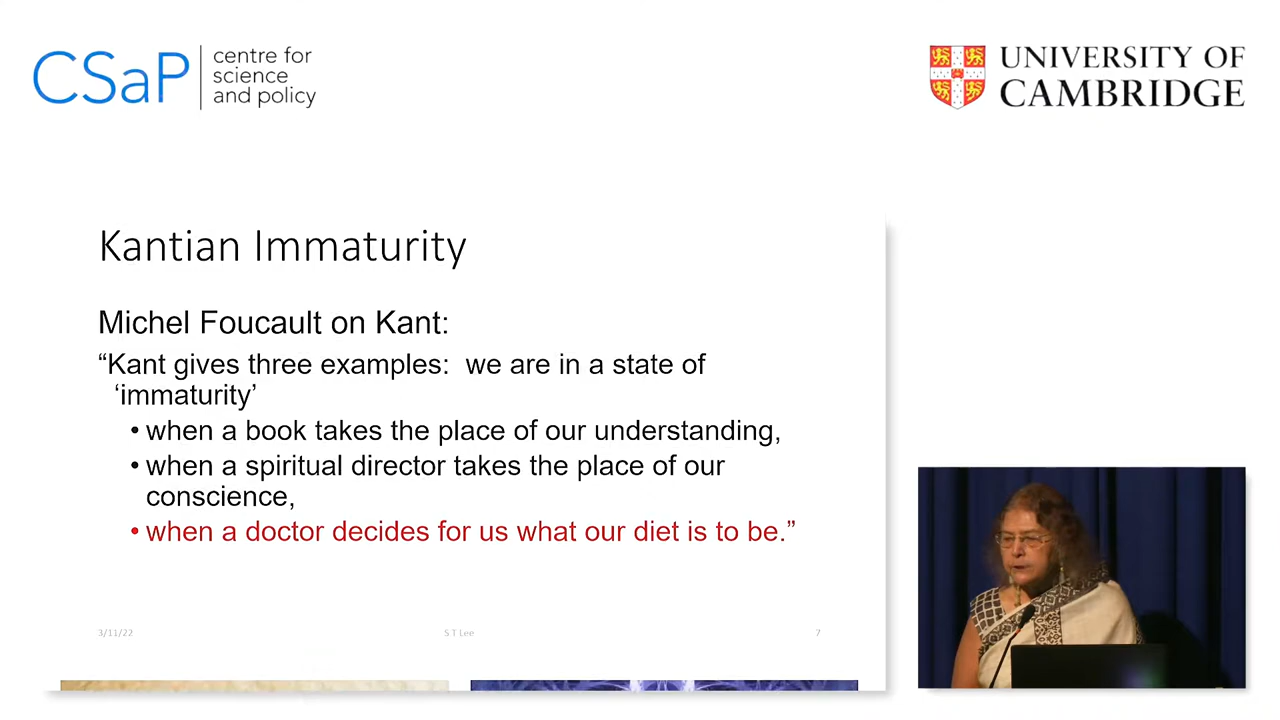 CSaP
centre for
science
and policy
UNIVERSITY OF
CAMBRIDGE
Kantian Immaturity
Michel Foucault on Kant:
“Kant gives three examples:  we are in a state of
‘immaturity’
• when a book takes the place of our understanding,
• when a spiritual director takes the place of our
conscience,
• when a doctor decides for us what our diet is to be.”
3/11/22
S T Lee
7